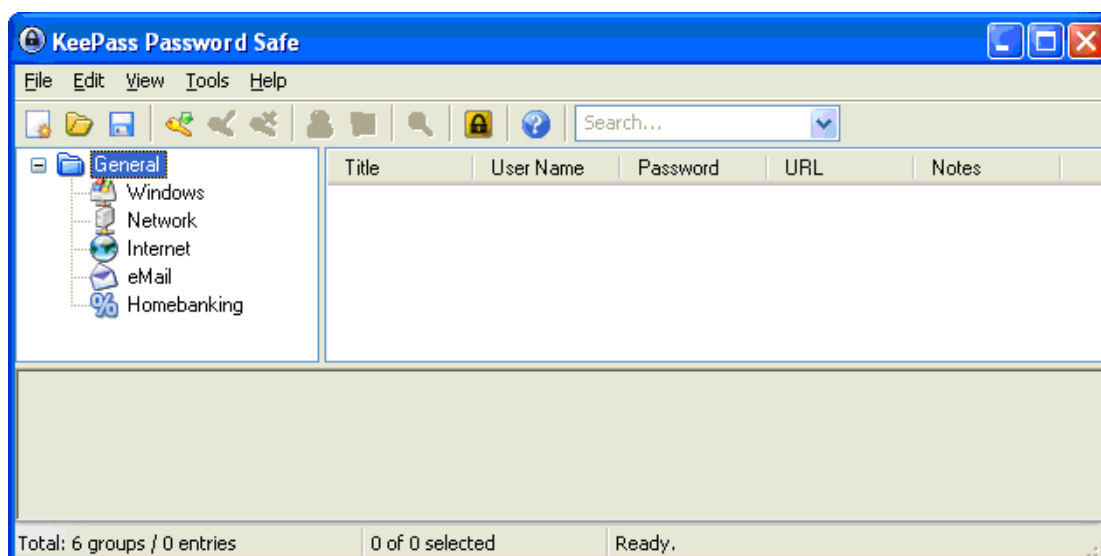 KeePass Password Safe
File Edit View Tools Help
Search...
General
Windows
Network
Internet
eMail
Homebanking
Title User Name Password URL Notes
Total: 6 groups / 0 entries 0 of 0 selected Ready.